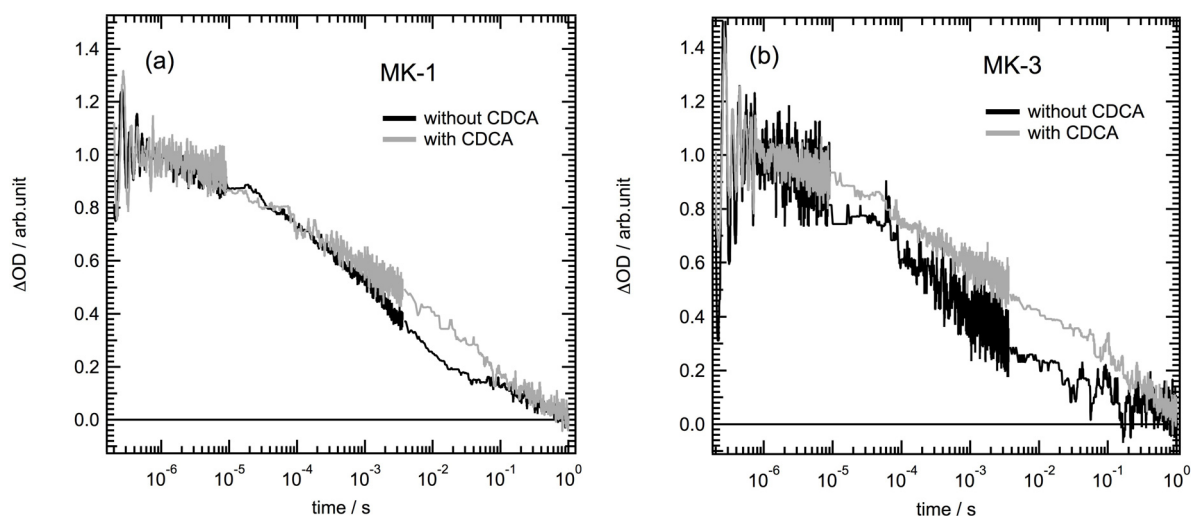 (a)
MK-1
without CDCA
with CDCA
1.4
1.2
1.0
0.8
0.6
0.4
0.2
0.0
ΔOD / arb.unit
10⁻⁶ 10⁻⁵ 10⁻⁴ 10⁻³ 10⁻² 10⁻¹ 10⁰
time / s
(b)
MK-3
without CDCA
with CDCA
1.4
1.2
1.0
0.8
0.6
0.4
0.2
0.0
ΔOD / arb.unit
10⁻⁶ 10⁻⁵ 10⁻⁴ 10⁻³ 10⁻² 10⁻¹ 10⁰
time / s